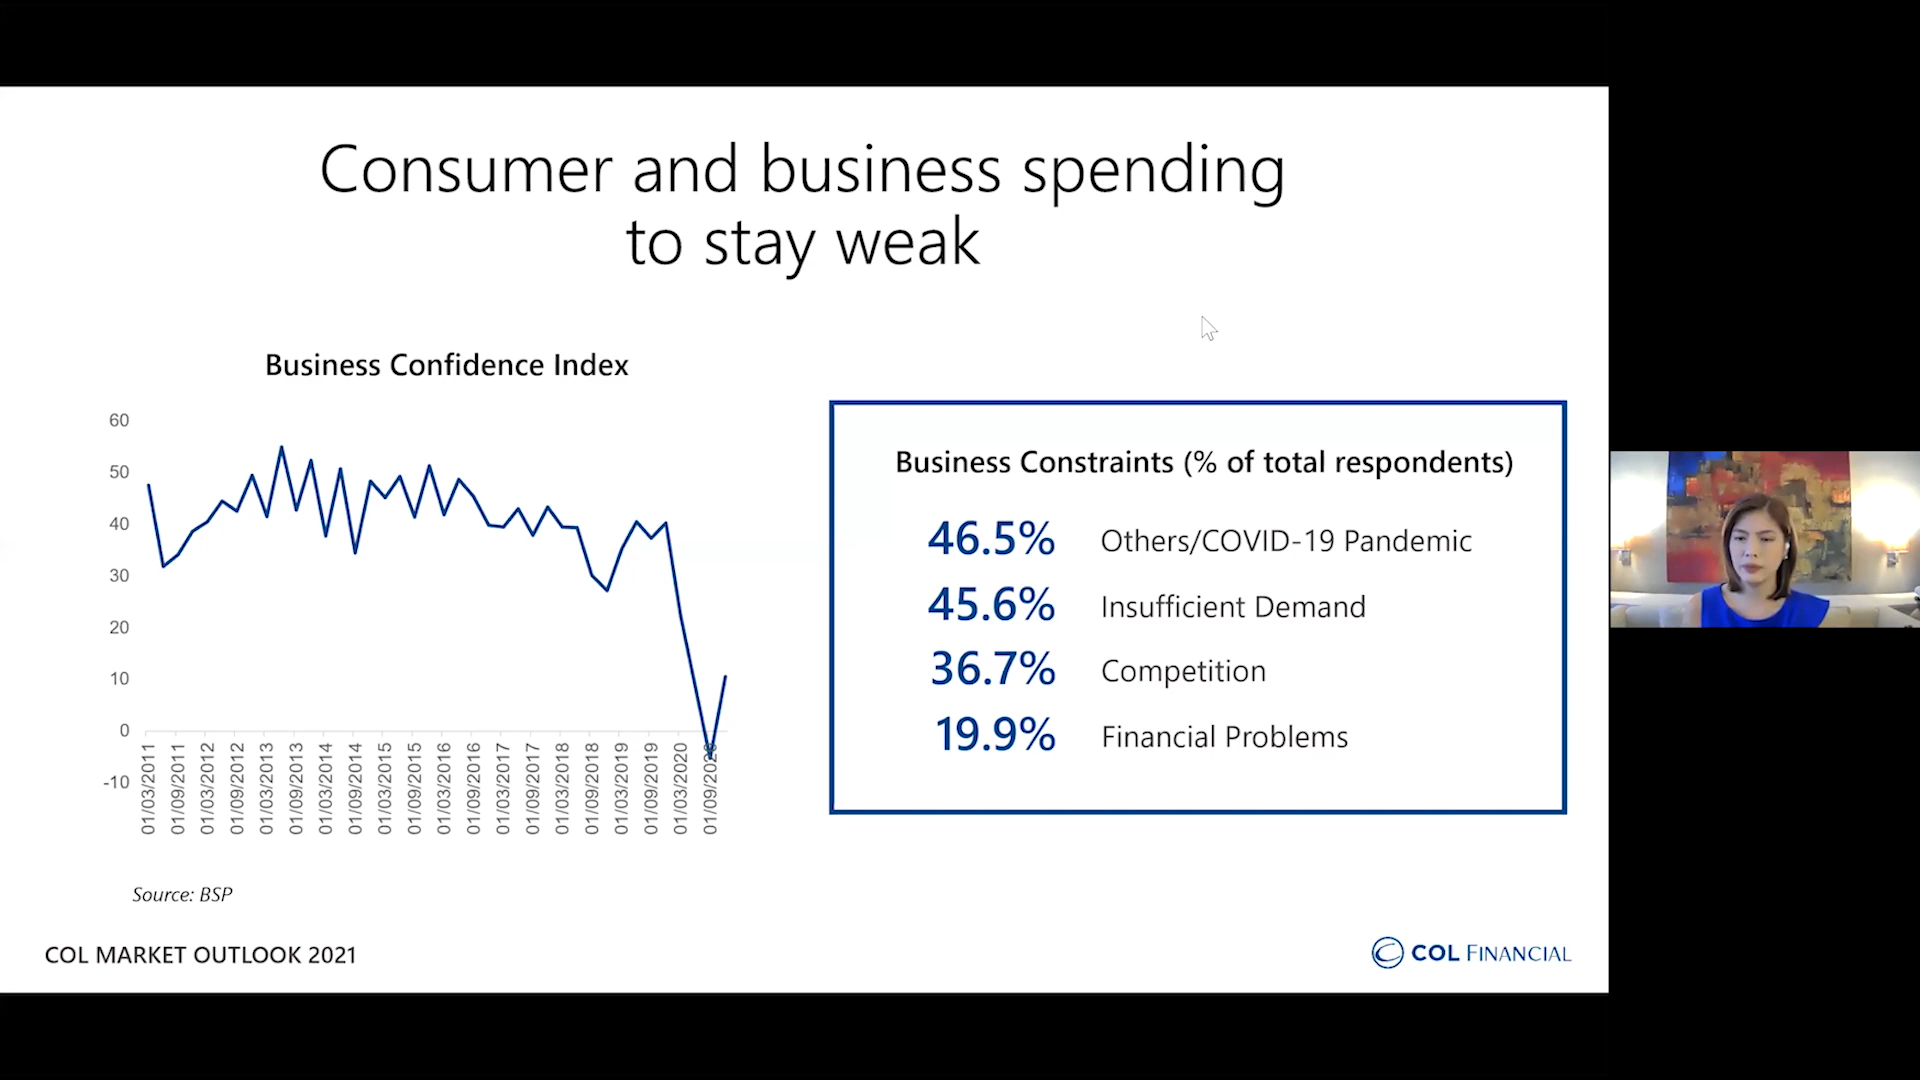 Consumer and business spending
to stay weak
Business Confidence Index
60
50
40
30
20
10
0
-10
01/03/2011
01/09/2011
01/03/2012
01/09/2012
01/03/2013
01/09/2013
01/03/2014
01/09/2014
01/03/2015
01/09/2015
01/03/2016
01/09/2016
01/03/2017
01/09/2017
01/03/2018
01/09/2018
01/03/2019
01/09/2019
01/03/2020
01/09/2020
Source: BSP
Business Constraints (% of total respondents)
46.5% Others/COVID-19 Pandemic
45.6% Insufficient Demand
36.7% Competition
19.9% Financial Problems
COL MARKET OUTLOOK 2021
COL FINANCIAL